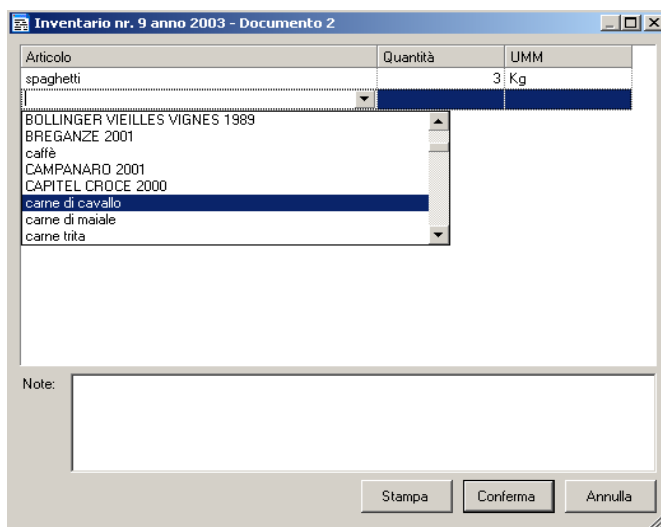 Inventario nr. 9 anno 2003 - Documento 2
Articolo Quantità UMM
spaghetti 3 Kg
BOLLINGER VIEILLES VIGNES 1989
BREGANZE 2001
caffè
CAMPANARO 2001
CAPITEL CROCE 2000
carne di cavallo
carne di maiale
carne trita
Note:
Stampa Conferma Annulla